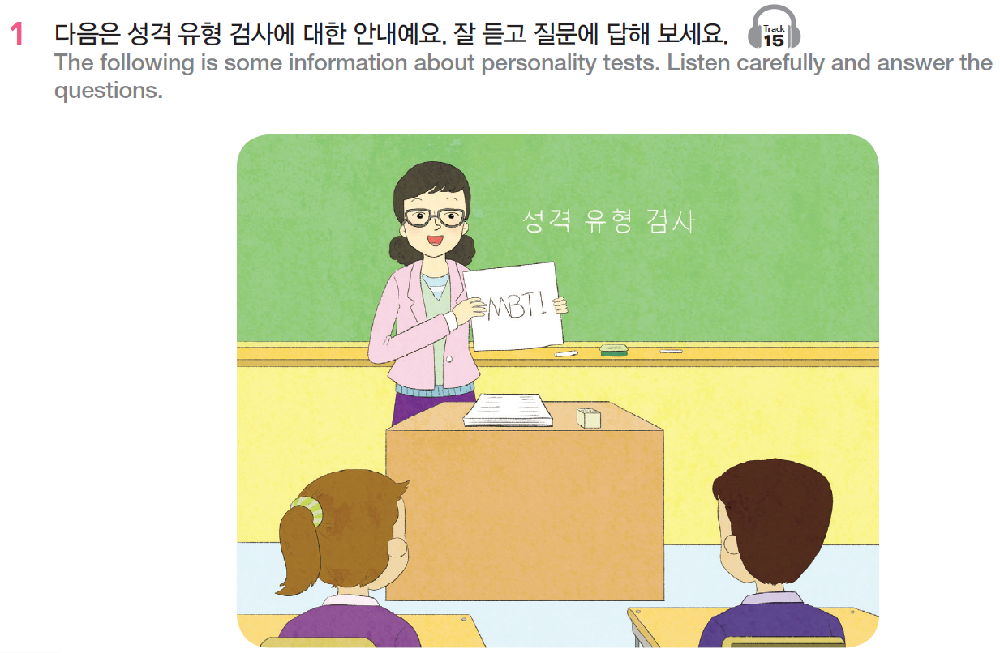 1 다음은 성격 유형 검사에 대한 안내예요. 잘 듣고 질문에 답해 보세요. Track 15
The following is some information about personality tests. Listen carefully and answer the
questions.
성격 유형 검사
MBTI